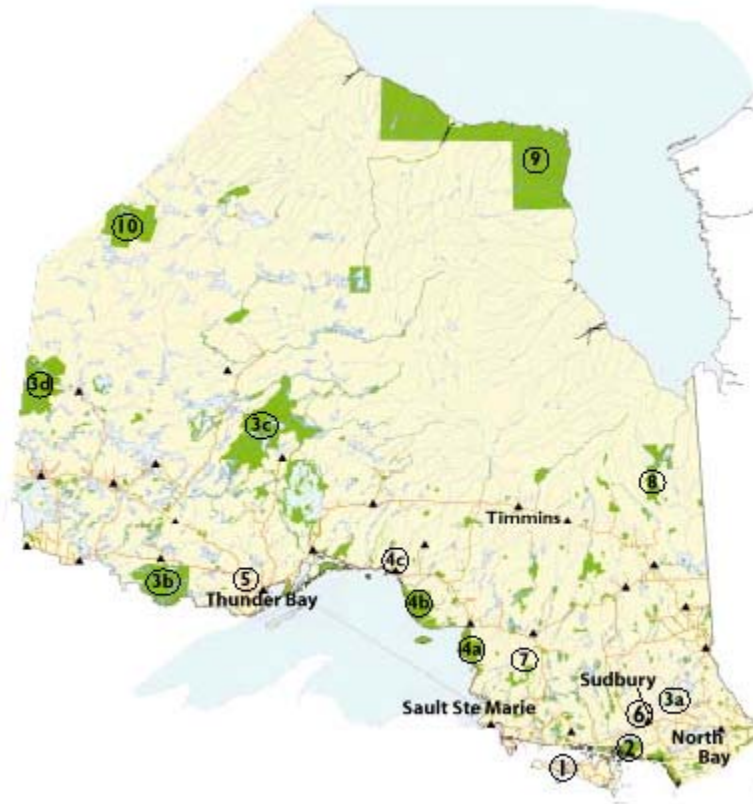 9
10
3d
3c
8
Timmins
4c
5
3b
Thunder Bay
4b
4a
7
Sudbury
3a
Sault Ste Marie
6
North
2
Bay
1